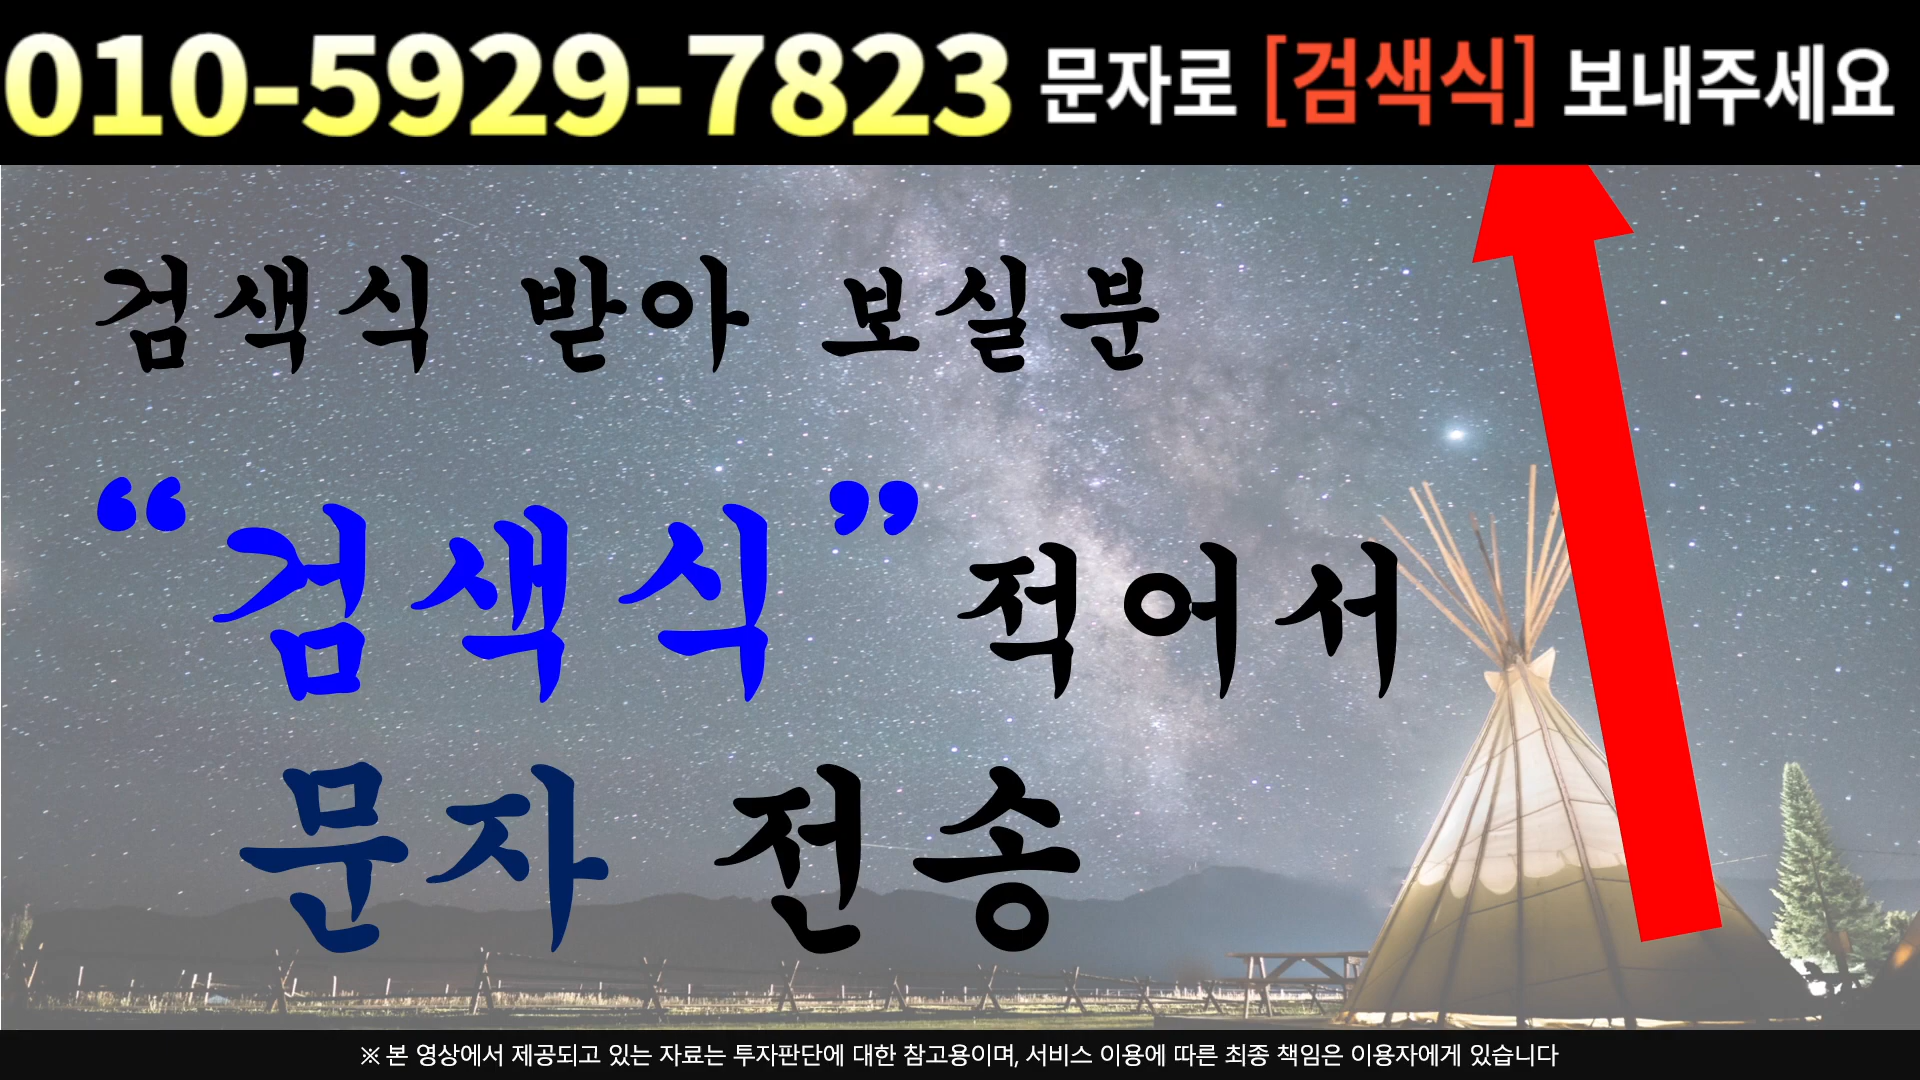 010-5929-7823 문자로 [검색식] 보내주세요
검색식 받아 보실분
“검색식” 적어서
문자 전송
※ 본 영상에서 제공되고 있는 자료는 투자판단에 대한 참고용이며, 서비스 이용에 따른 최종 책임은 이용자에게 있습니다